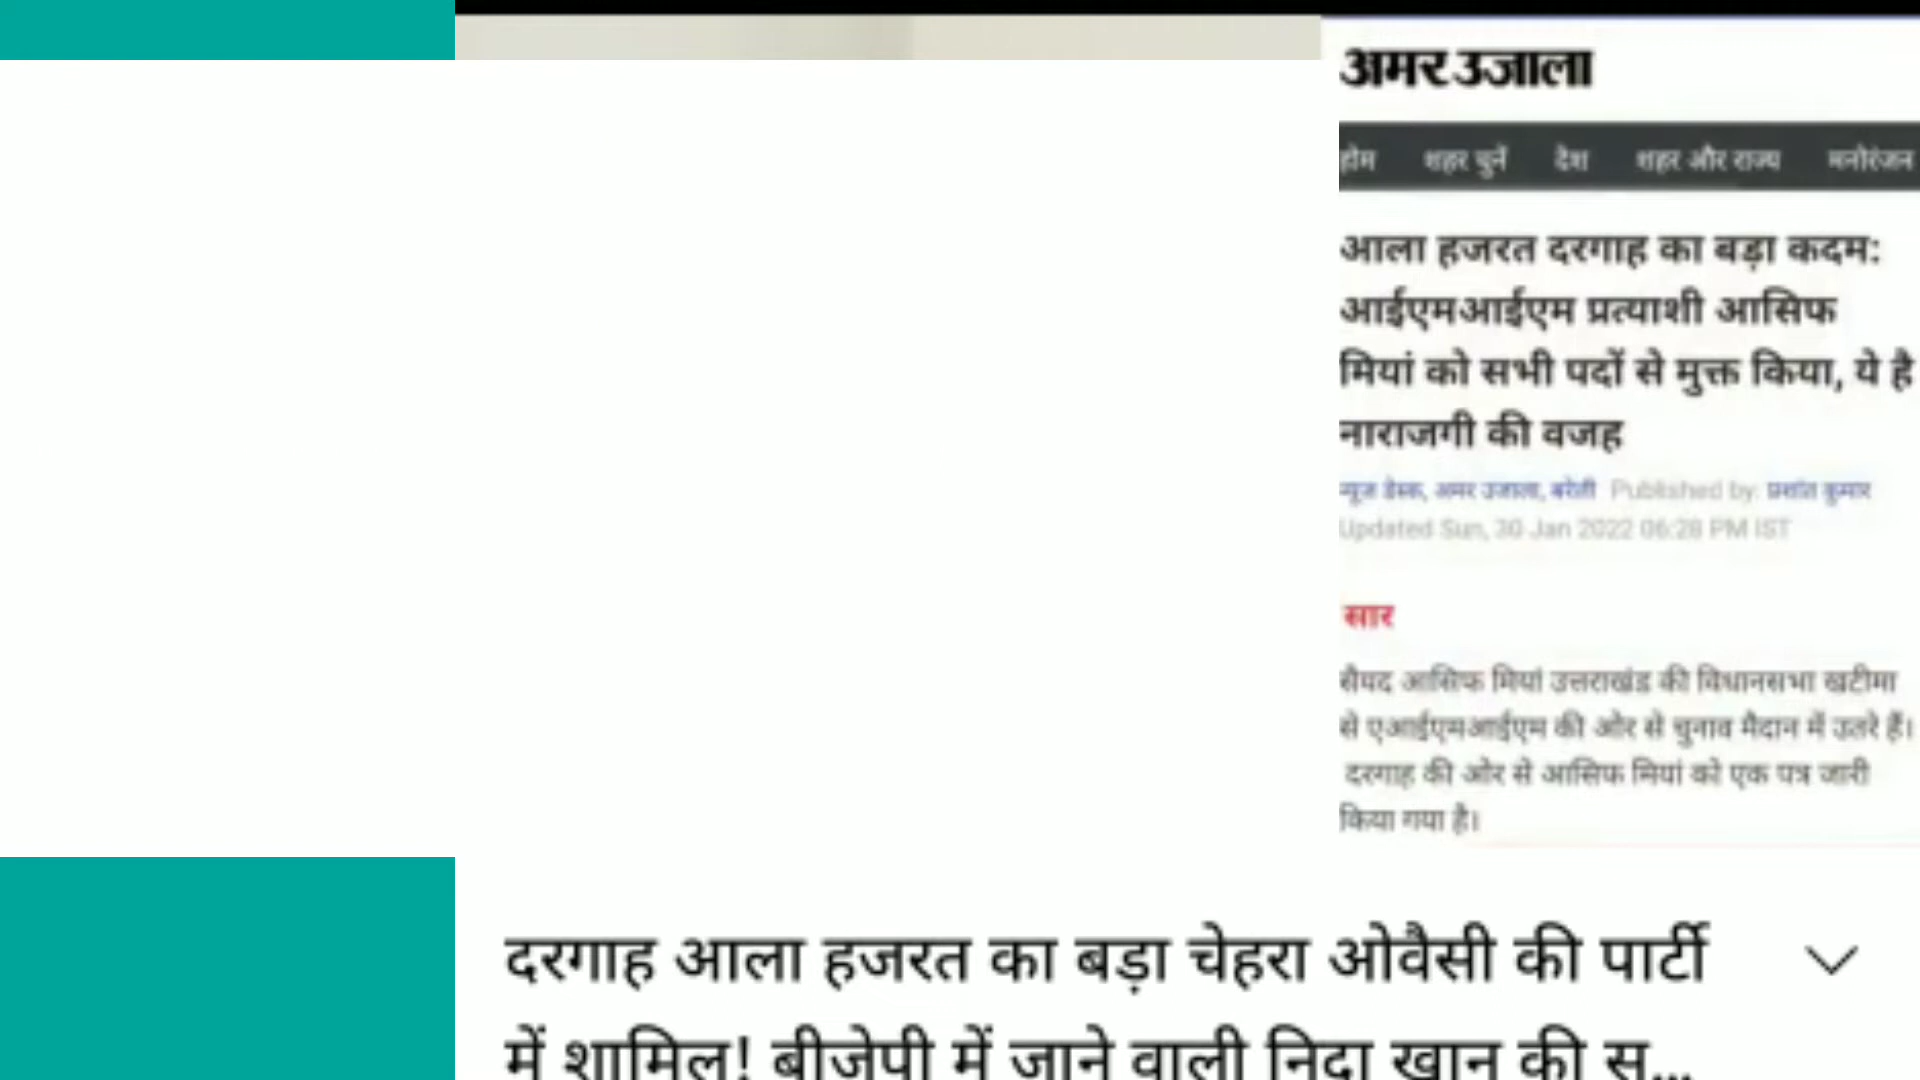 अमर उजाला
होम शहर चुनें देश शहर और राज्य मनोरंजन
आला हजरत दरगाह का बड़ा कदम:
आईएमआईएम प्रत्याशी आसिफ
मियां को सभी पदों से मुक्त किया, ये है
नाराजगी की वजह
न्यूज डेस्क, अमर उजाला, बरेली Published by: प्रशांत कुमार
Updated Sun, 30 Jan 2022 06:28 PM IST
सार
सैयद आसिफ मियां उत्तराखंड की विधानसभा खटीमा
से एआईएमआईएम की ओर से चुनाव मैदान में उतरे हैं।
दरगाह की ओर से आसिफ मियां को एक पत्र जारी
किया गया है।
दरगाह आला हजरत का बड़ा चेहरा ओवैसी की पार्टी
में शामिल! बीजेपी में जाने वाली निदा खान की स...